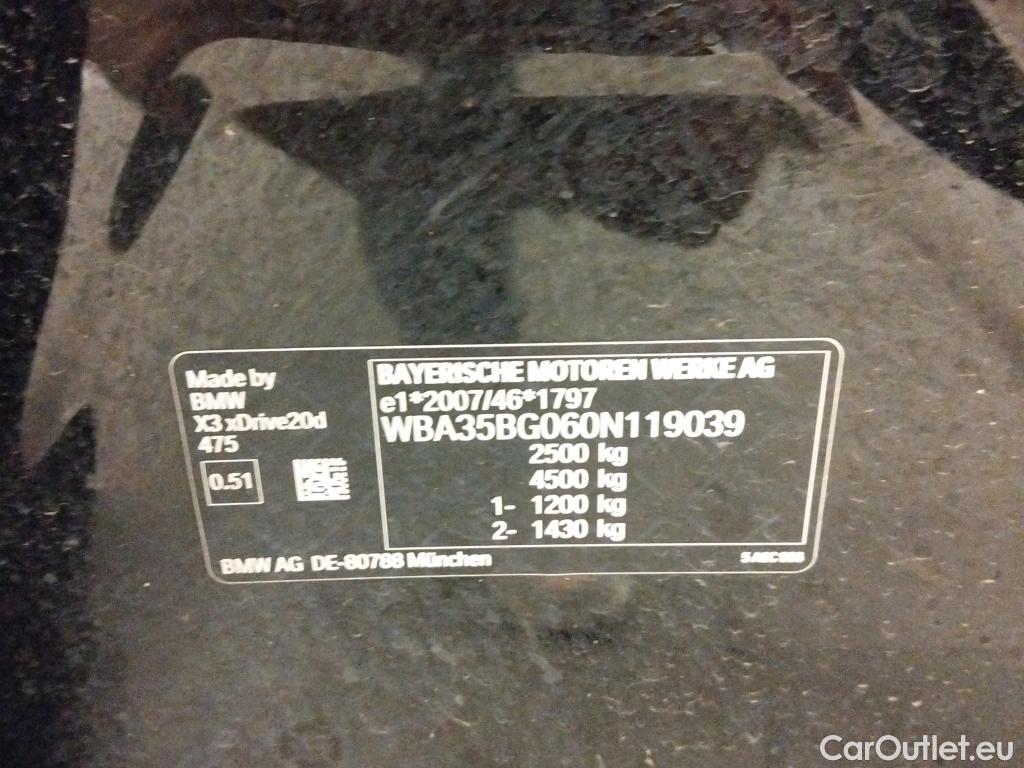 Made by
BMW
X3 xDrive20d
475
0.51
BAYERISCHE MOTOREN WERKE AG
e1*2007/46*1797
WBA35BG060N119039
2500 kg
4500 kg
1- 1200 kg
2- 1430 kg
BMW AG DE-80788 München
CarOutlet.eu